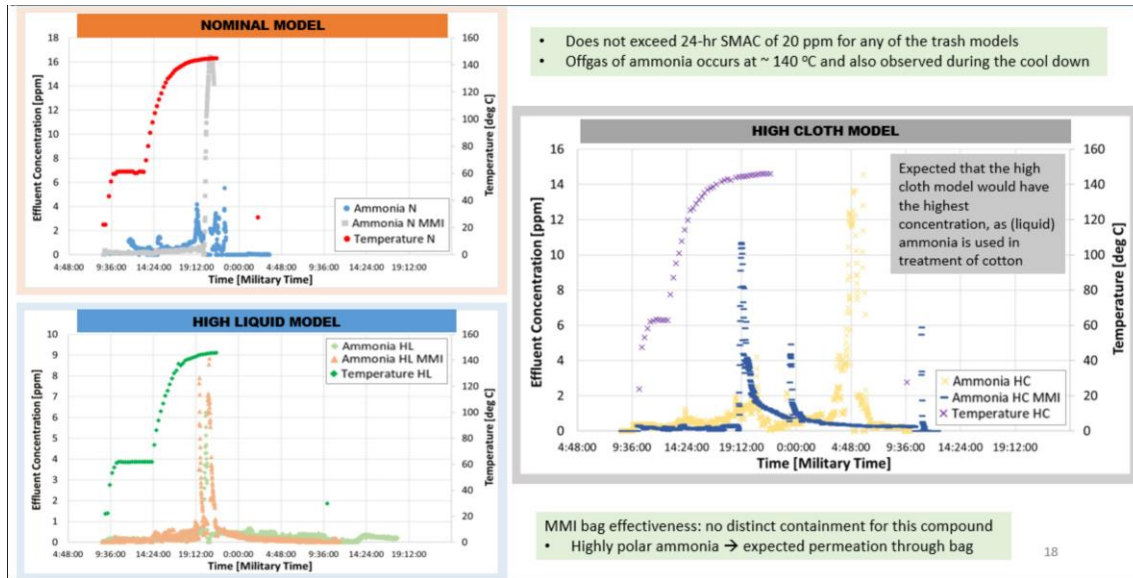 NOMINAL MODEL
18
16
14
12
10
8
6
4
2
0
Effluent Concentration [ppm]
160
140
120
100
80
60
40
20
0
Temperature [deg C]
Ammonia N
Ammonia N MMI
Temperature N
4:48:00 9:36:00 14:24:00 19:12:00 0:00:00 4:48:00 9:36:00 14:24:00 19:12:00
Time [Military Time]
• Does not exceed 24-hr SMAC of 20 ppm for any of the trash models
• Offgas of ammonia occurs at ~ 140 °C and also observed during the cool down
HIGH LIQUID MODEL
10
9
8
7
6
5
4
3
2
1
0
Effluent Concentration [ppm]
160
140
120
100
80
60
40
20
0
Temperature [deg C]
Ammonia HL
Ammonia HL MMI
Temperature HL
4:48:00 9:36:00 14:24:00 19:12:00 0:00:00 4:48:00 9:36:00 14:24:00 19:12:00
Time [Military Time]
HIGH CLOTH MODEL
16
14
12
10
8
6
4
2
0
Effluent Concentration [ppm]
160
140
120
100
80
60
40
20
0
Temperature [deg C]
Expected that the high
cloth model would have
the highest
concentration, as (liquid)
ammonia is used in
treatment of cotton
Ammonia HC
Ammonia HC MMI
Temperature HC
4:48:00 9:36:00 14:24:00 19:12:00 0:00:00 4:48:00 9:36:00 14:24:00 19:12:00
Time [Military Time]
MMI bag effectiveness: no distinct containment for this compound
• Highly polar ammonia → expected permeation through bag
18